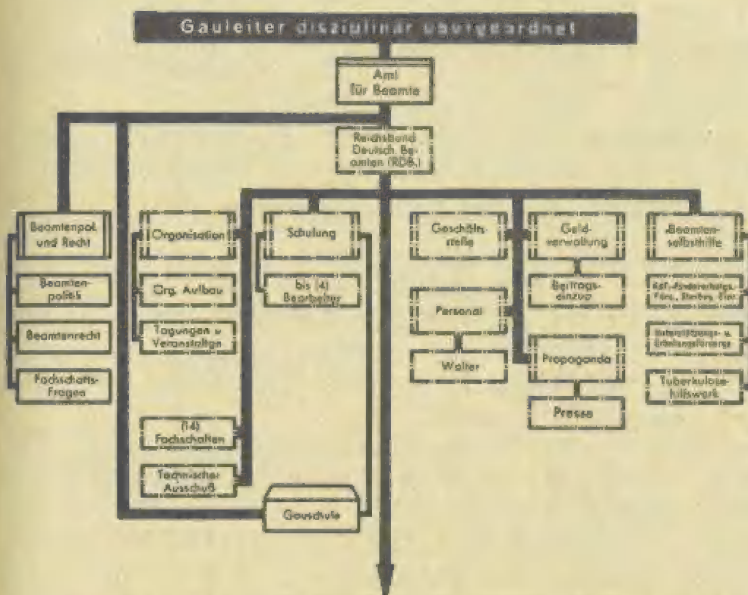 Gauleiter disziplinär übergeordnet
Amt
für Beamte
Reichsbund
Deutsch. Be-
amten (RDB.)
Beamtenpol.
und Recht
Organisation
Schulung
Geschäfts-
stelle
Geld-
verwaltung
Beamten-
selbsthilfe
Beamten-
politik
Org. Aufbau
bis (4)
Bearbeiter
Beitrags-
einzug
Beamtenrecht
Tagungen u.
Veranstaltgn
Personal
Unterstützungs- u.
Fachschafts-
Fragen
Walter
Propaganda
Tuberkulose-
hilfswerk
Presse
(14)
Fachschaften
Technischer
Ausschuß
Gauschule